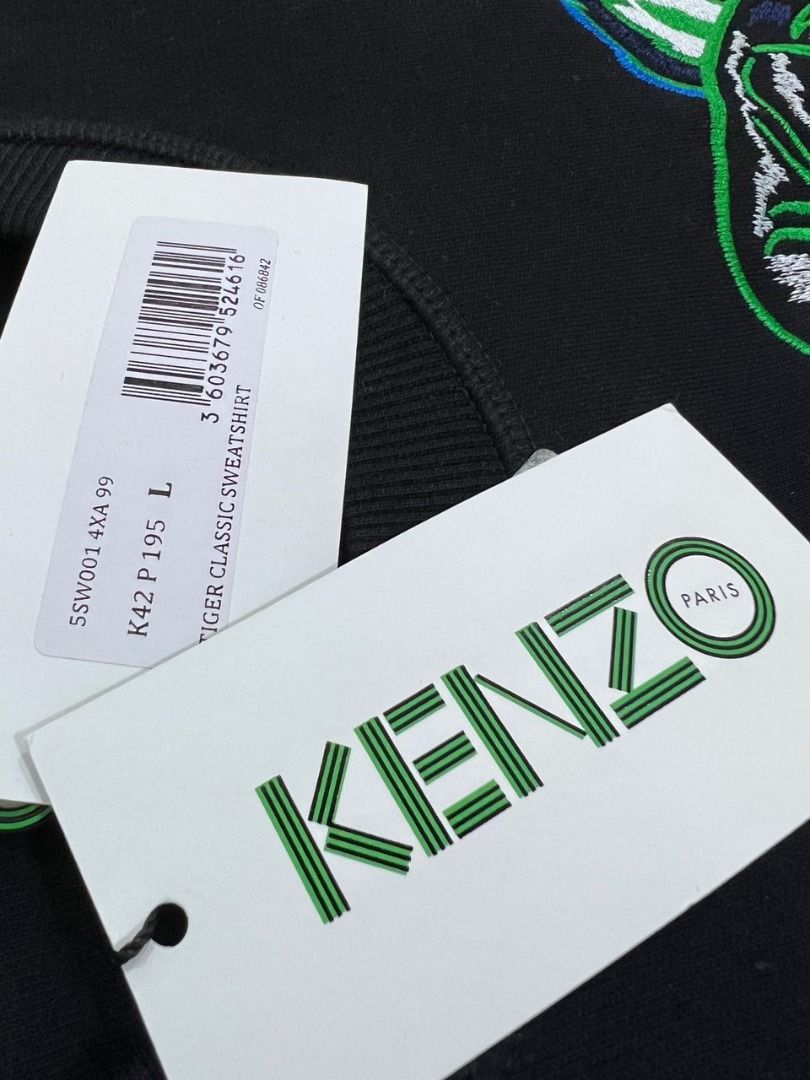 3 603679 524616
OF 086842
TIGER CLASSIC SWEATSHIRT
5SW001 4XA 99
K42 P 195 L
KENZO
PARIS